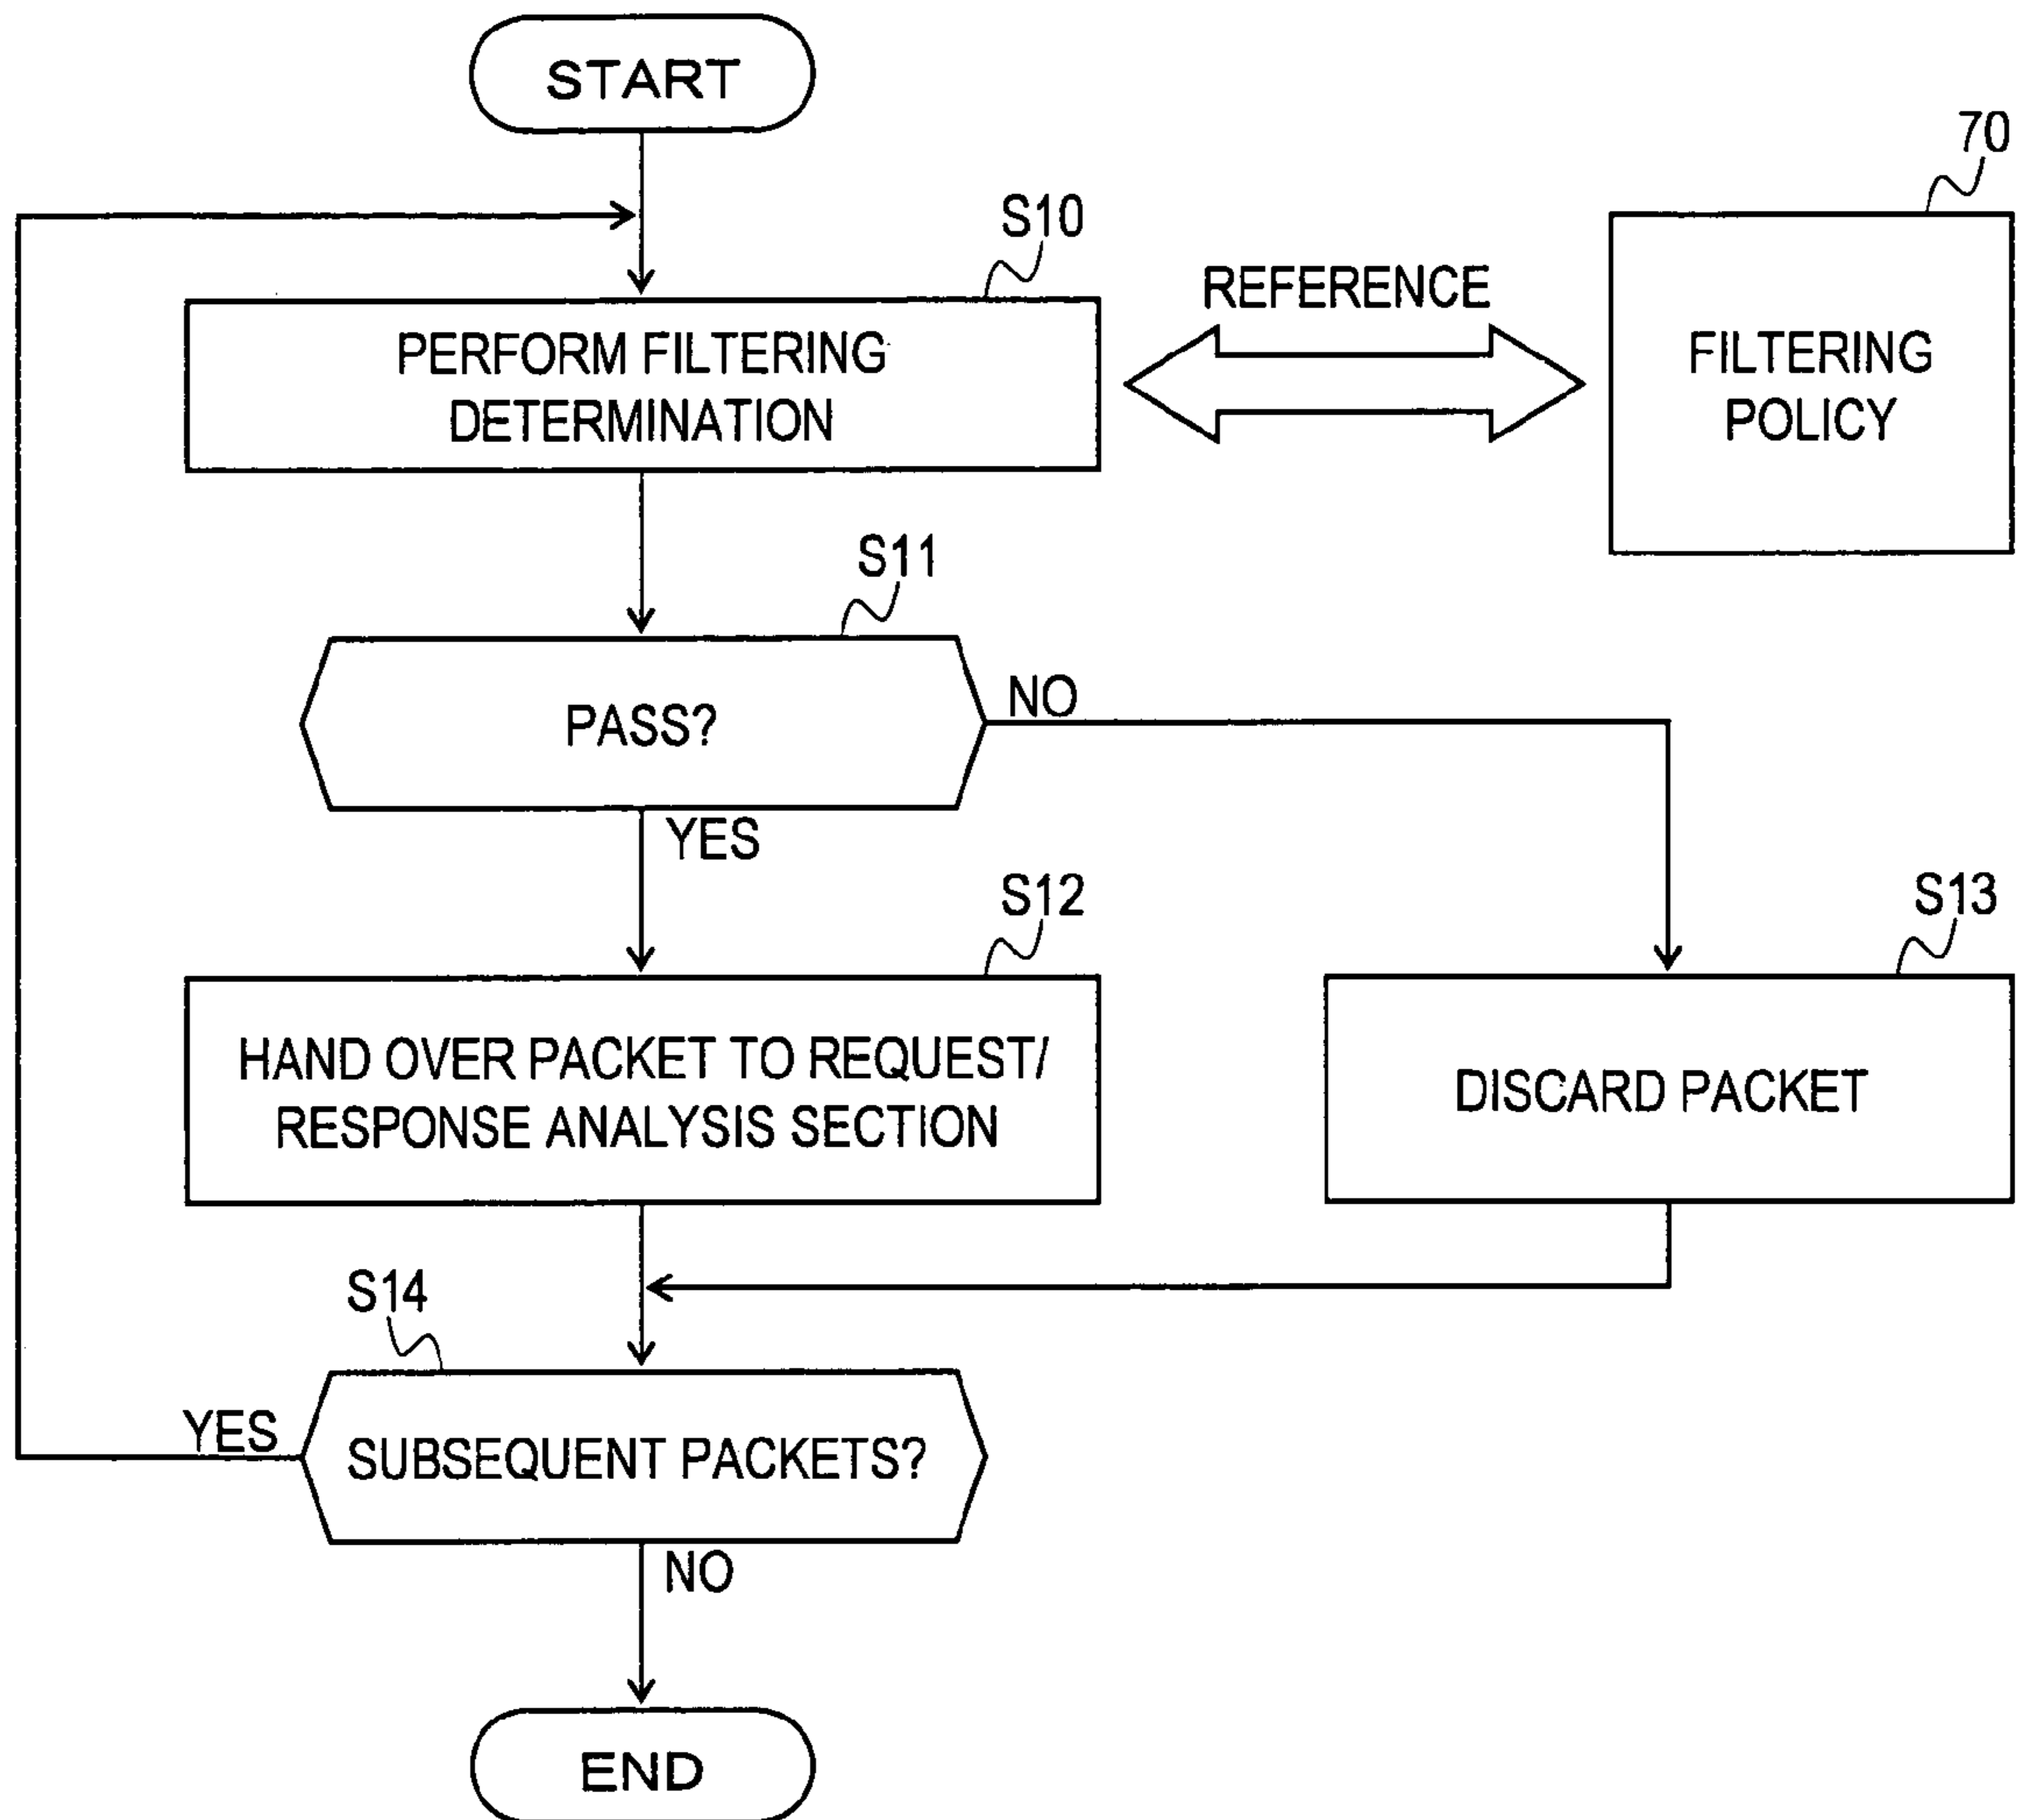 START
70
S10
REFERENCE
PERFORM FILTERING
DETERMINATION
FILTERING
POLICY
S11
PASS?
NO
YES
S12
S13
HAND OVER PACKET TO REQUEST/
RESPONSE ANALYSIS SECTION
DISCARD PACKET
S14
YES
SUBSEQUENT PACKETS?
NO
END